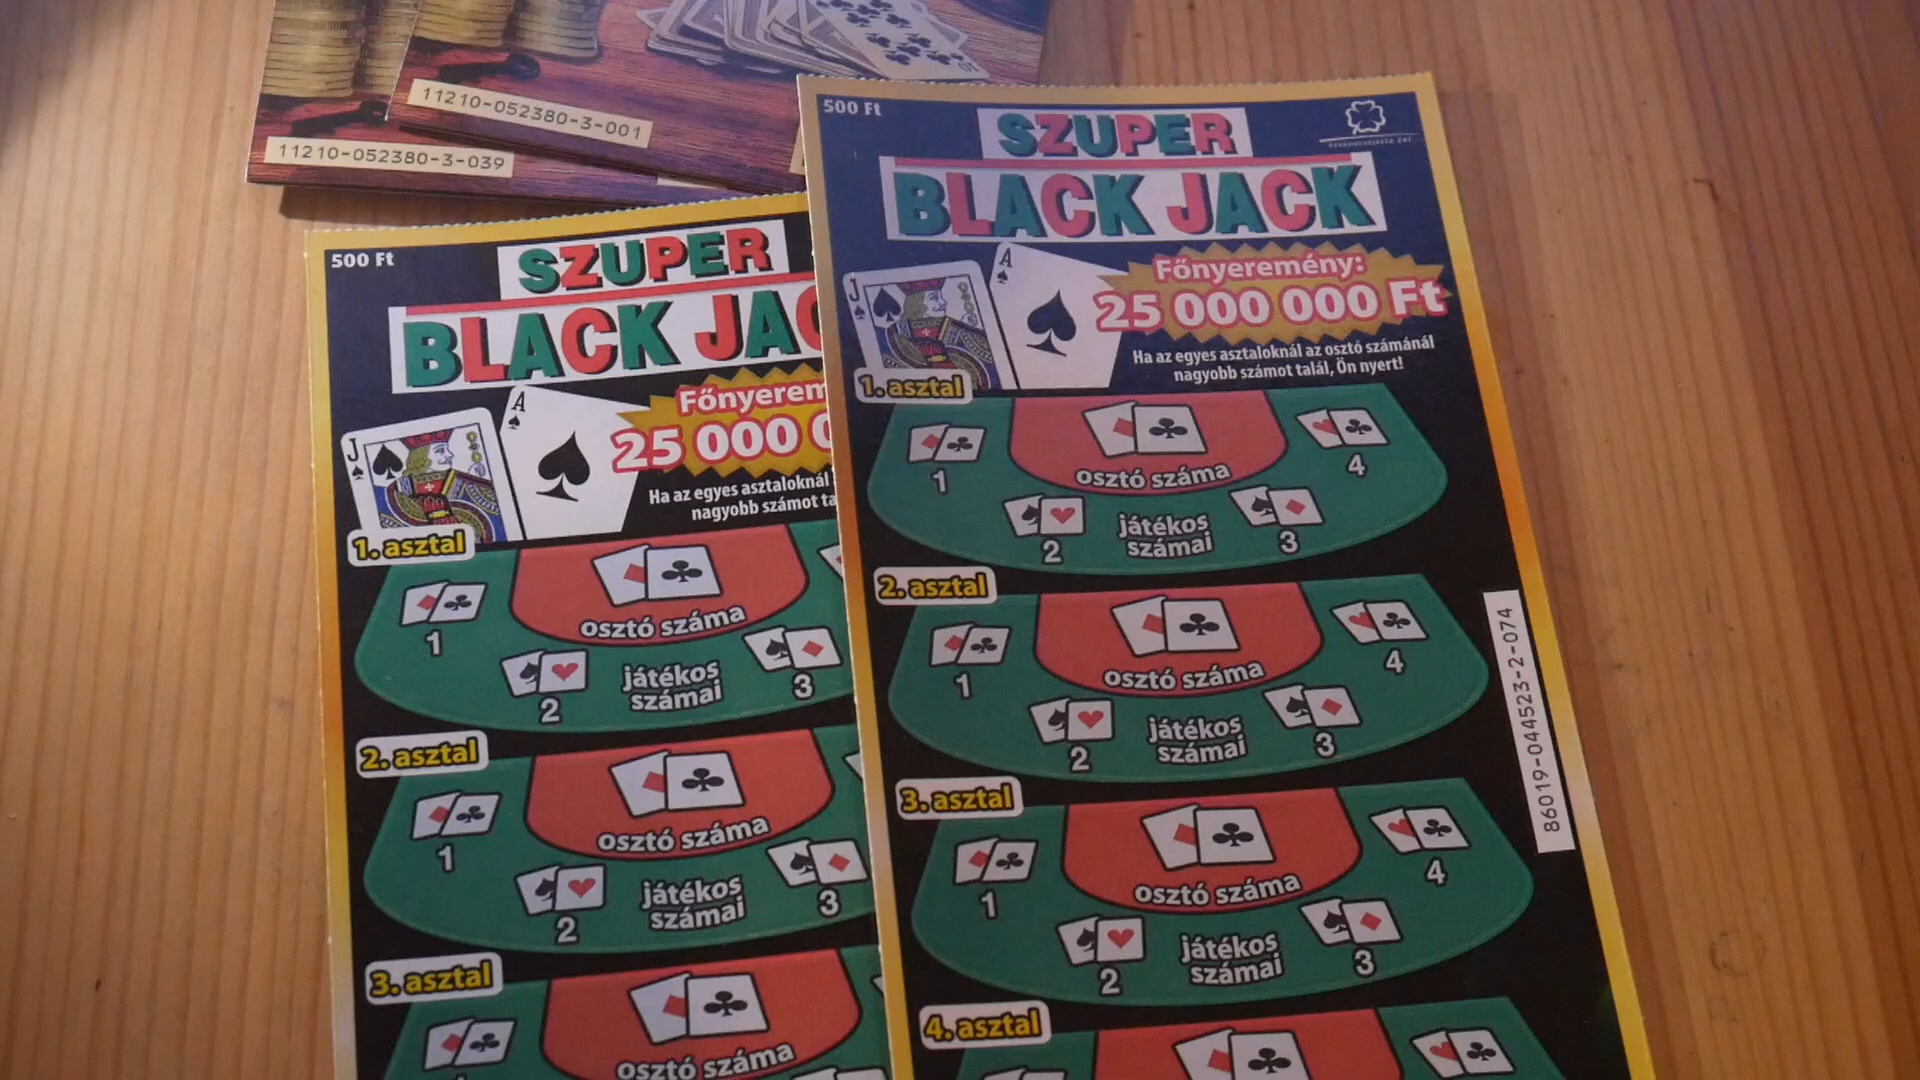 11210-052380-3-001
11210-052380-3-039
10
500 Ft
SZUPER
BLACK JACK
J
A
Főnyeremény:
25 000 000 Ft
Ha az egyes asztaloknál az osztó számánál
nagyobb számot talál, Ön nyert!
1. asztal
osztó száma
1
4
játékos
számai
2
3
2. asztal
osztó száma
1
4
játékos
számai
2
3
3. asztal
osztó száma
1
4
játékos
számai
2
3
4. asztal
86019-044523-2-074
500 Ft
SZUPER
BLACK JAC
J
A
Főnyerem
25 000 0
Ha az egyes asztaloknál
nagyobb számot ta
1. asztal
osztó száma
1
játékos
számai
2
3
2. asztal
osztó száma
1
játékos
számai
2
3
3. asztal
osztó száma